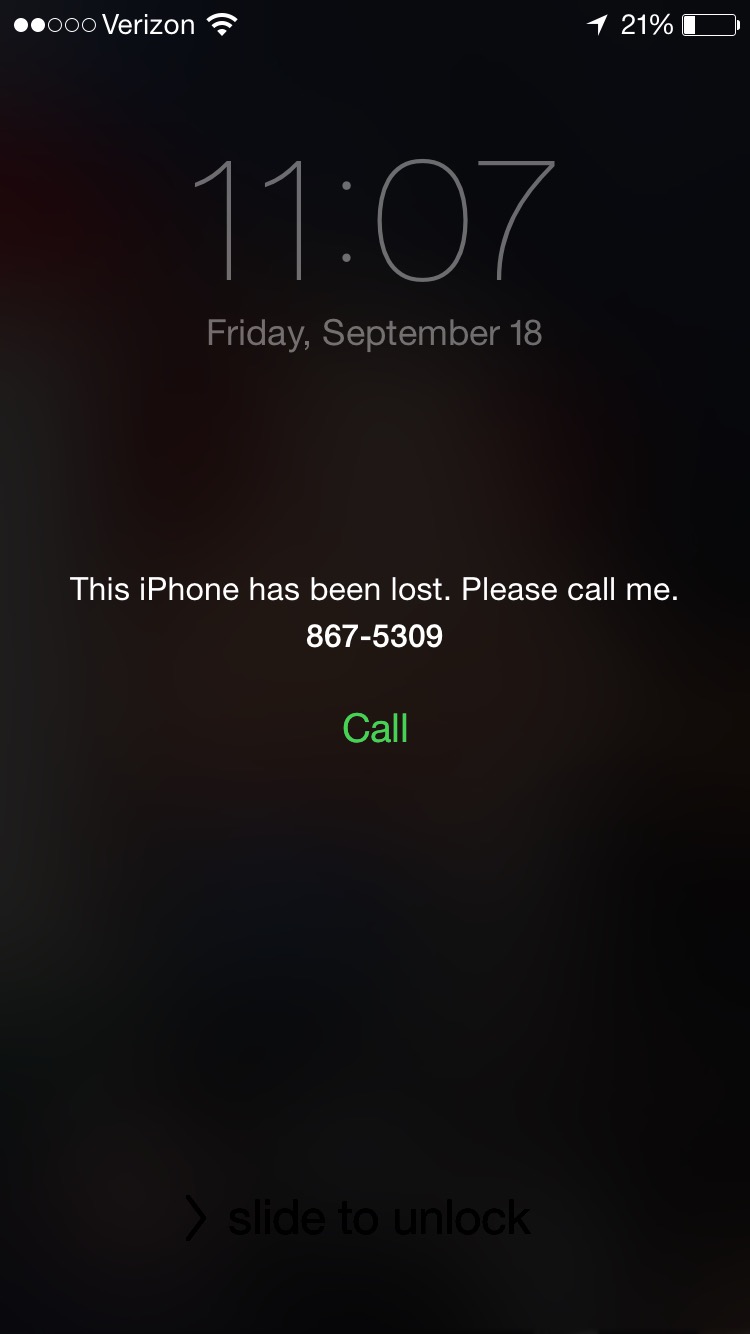 Verizon 21%
11:07
Friday, September 18
This iPhone has been lost. Please call me.
867-5309
Call
slide to unlock